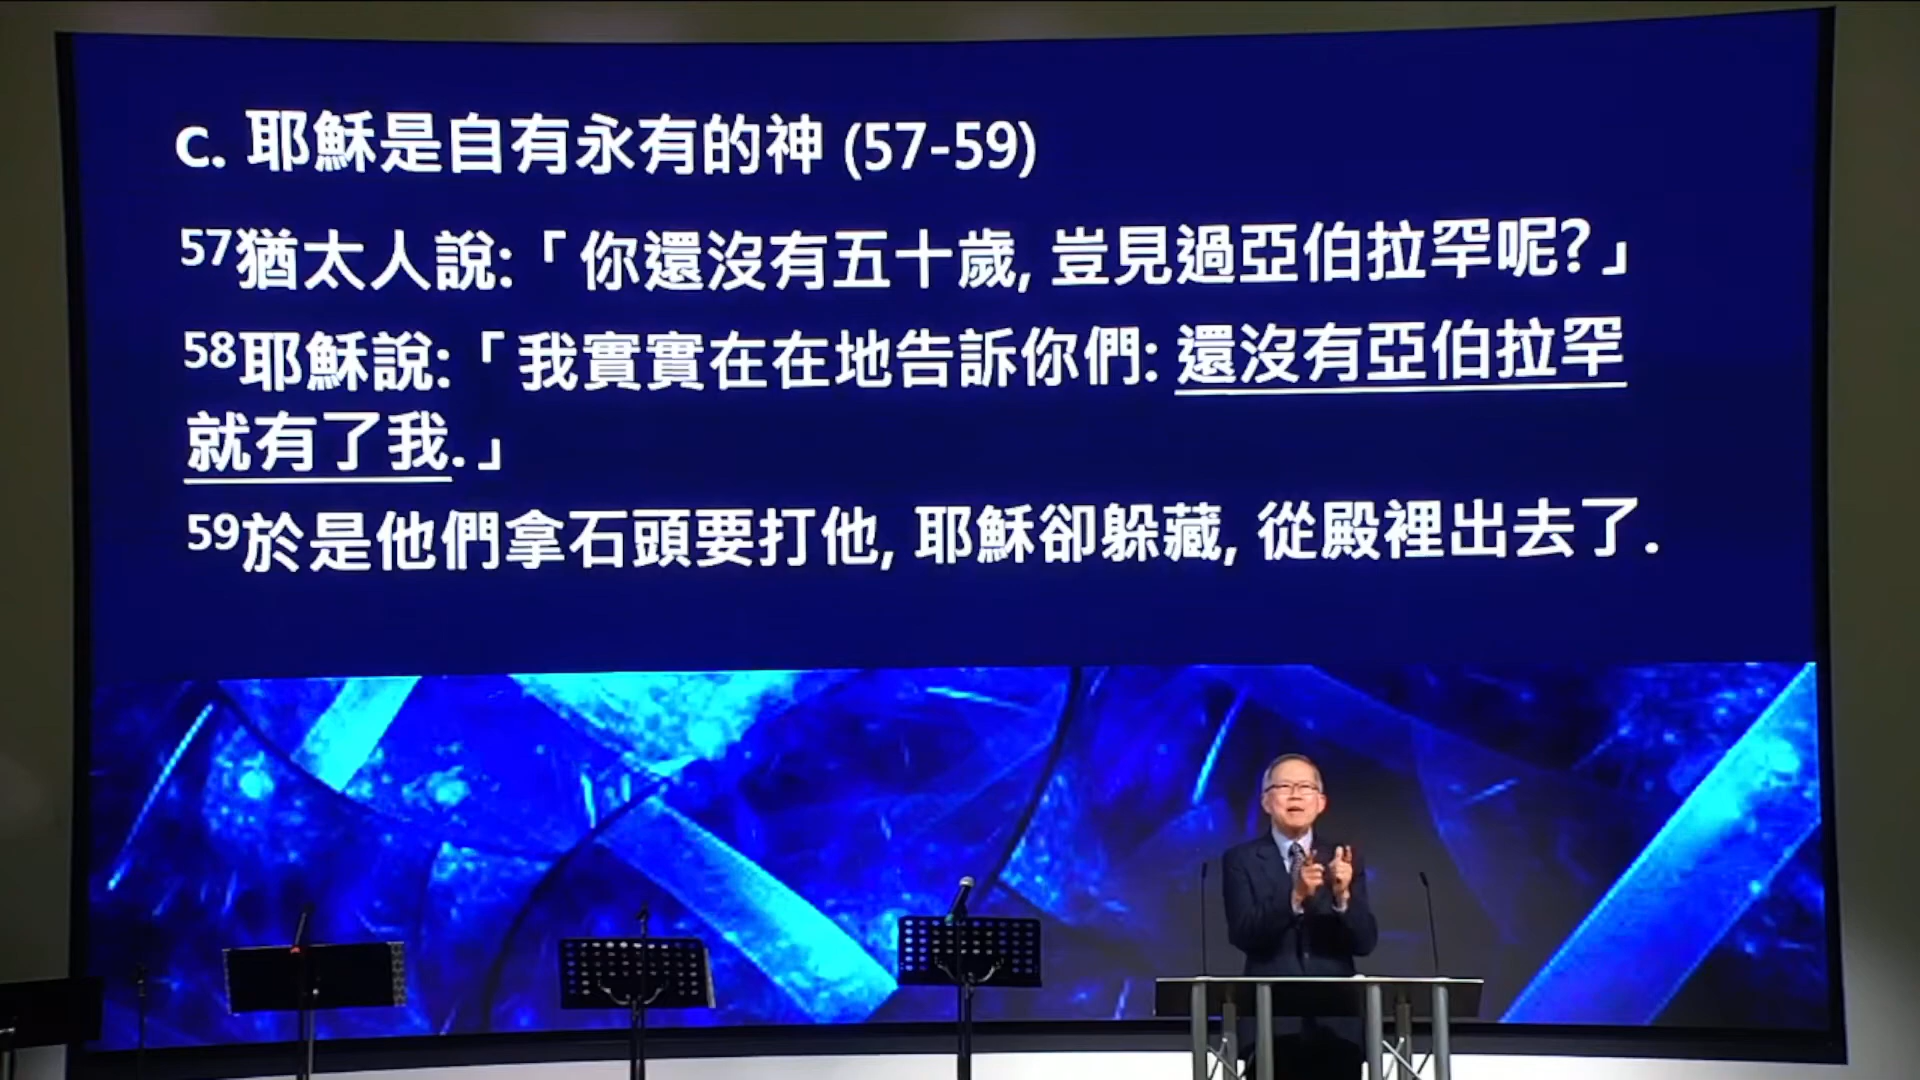 c. 耶穌是自有永有的神 (57-59)
57猶太人說:「你還沒有五十歲, 豈見過亞伯拉罕呢?」
58耶穌說:「我實實在在地告訴你們: 還沒有亞伯拉罕
就有了我.」
59於是他們拿石頭要打他, 耶穌卻躲藏, 從殿裡出去了.